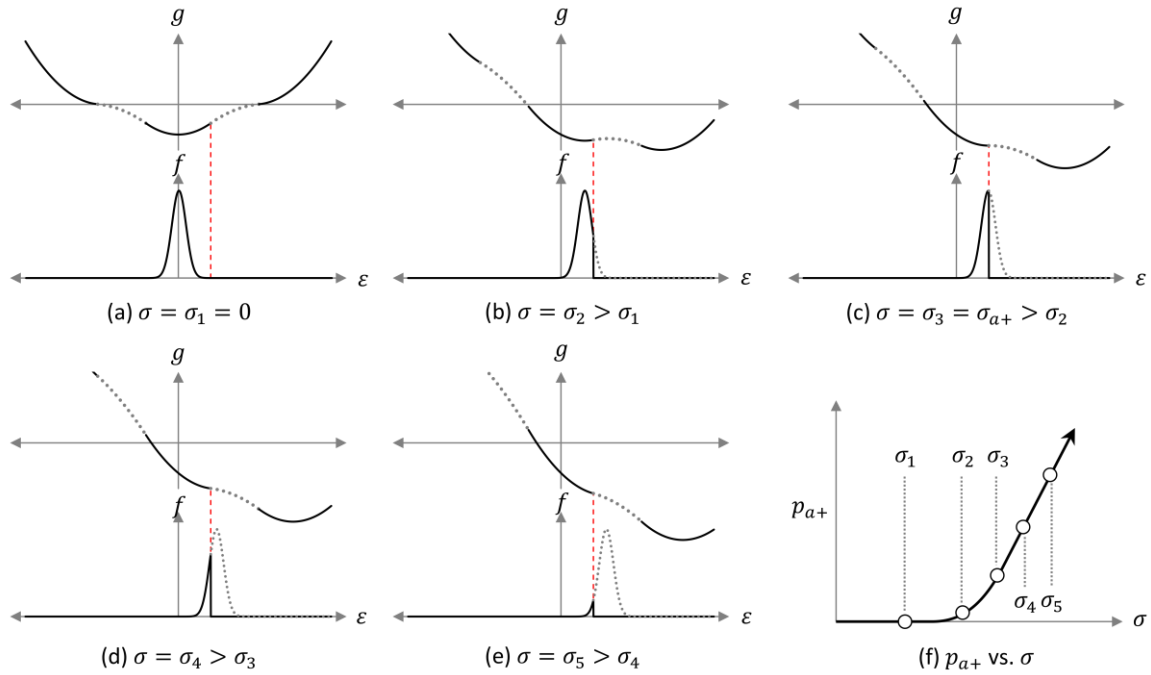 g
g
g
f
f
f
ε
ε
ε
(a) σ = σ₁ = 0
(b) σ = σ₂ > σ₁
(c) σ = σ₃ = σₐ₊ > σ₂
g
g
σ₁
σ₂
σ₃
pₐ₊
f
f
σ₄
σ₅
ε
ε
σ
(d) σ = σ₄ > σ₃
(e) σ = σ₅ > σ₄
(f) pₐ₊ vs. σ